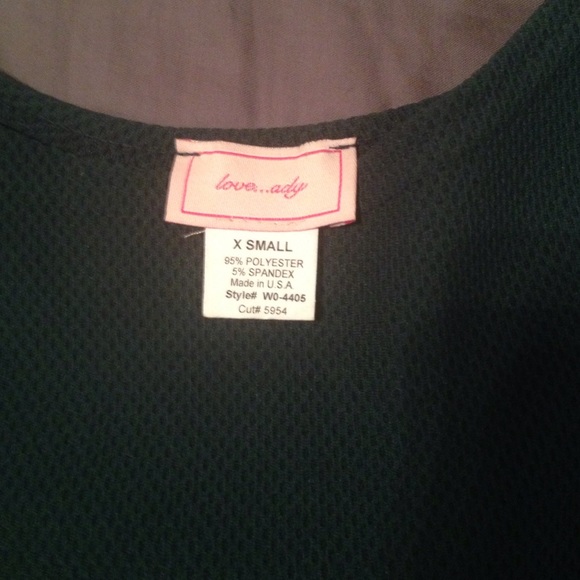 love...ady
X SMALL
95% POLYESTER
5% SPANDEX
Made in U.S.A
Style# W0-4405
Cut# 5954